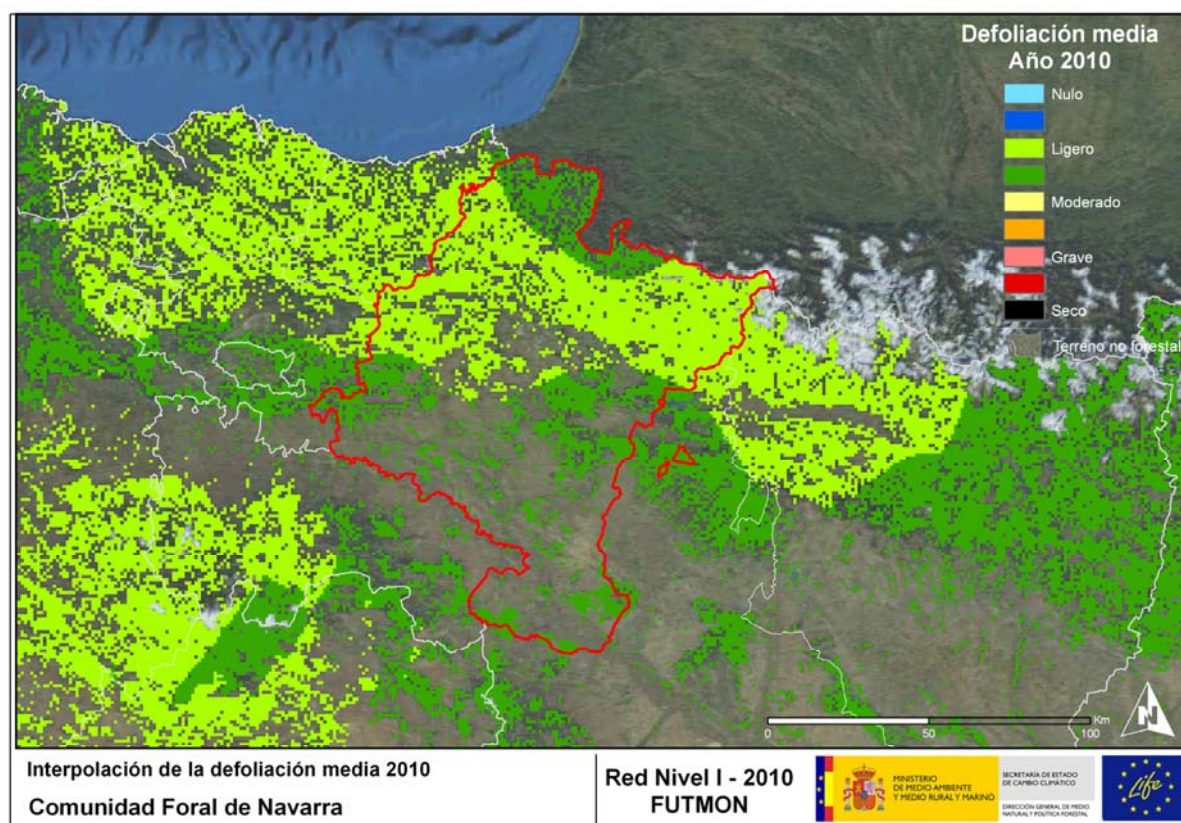 Defoliación media
Año 2010
Nulo
Ligero
Moderado
Grave
Seco
Terreno no forestal
Km
0
50
100
N
Interpolación de la defoliación media 2010
Comunidad Foral de Navarra
Red Nivel I - 2010
FUTMON
MINISTERIO
DE MEDIO AMBIENTE
Y MEDIO RURAL Y MARINO
SECRETARÍA DE ESTADO
DE CAMBIO CLIMÁTICO
DIRECCIÓN GENERAL DE MEDIO
NATURAL Y POLÍTICA FORESTAL
Life